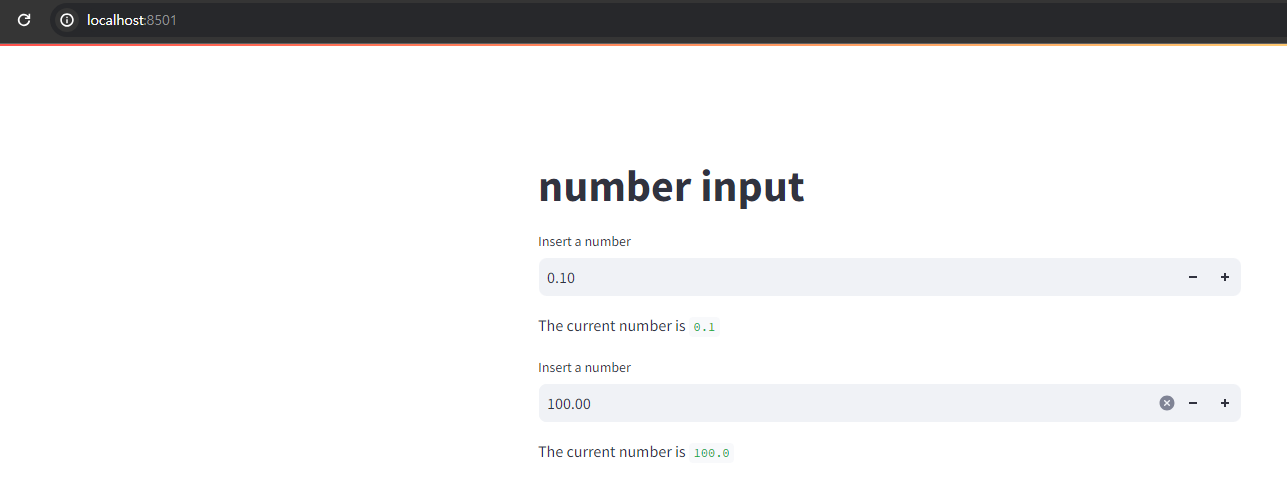 localhost:8501
number input
Insert a number
0.10
The current number is 0.1
Insert a number
100.00
The current number is 100.0